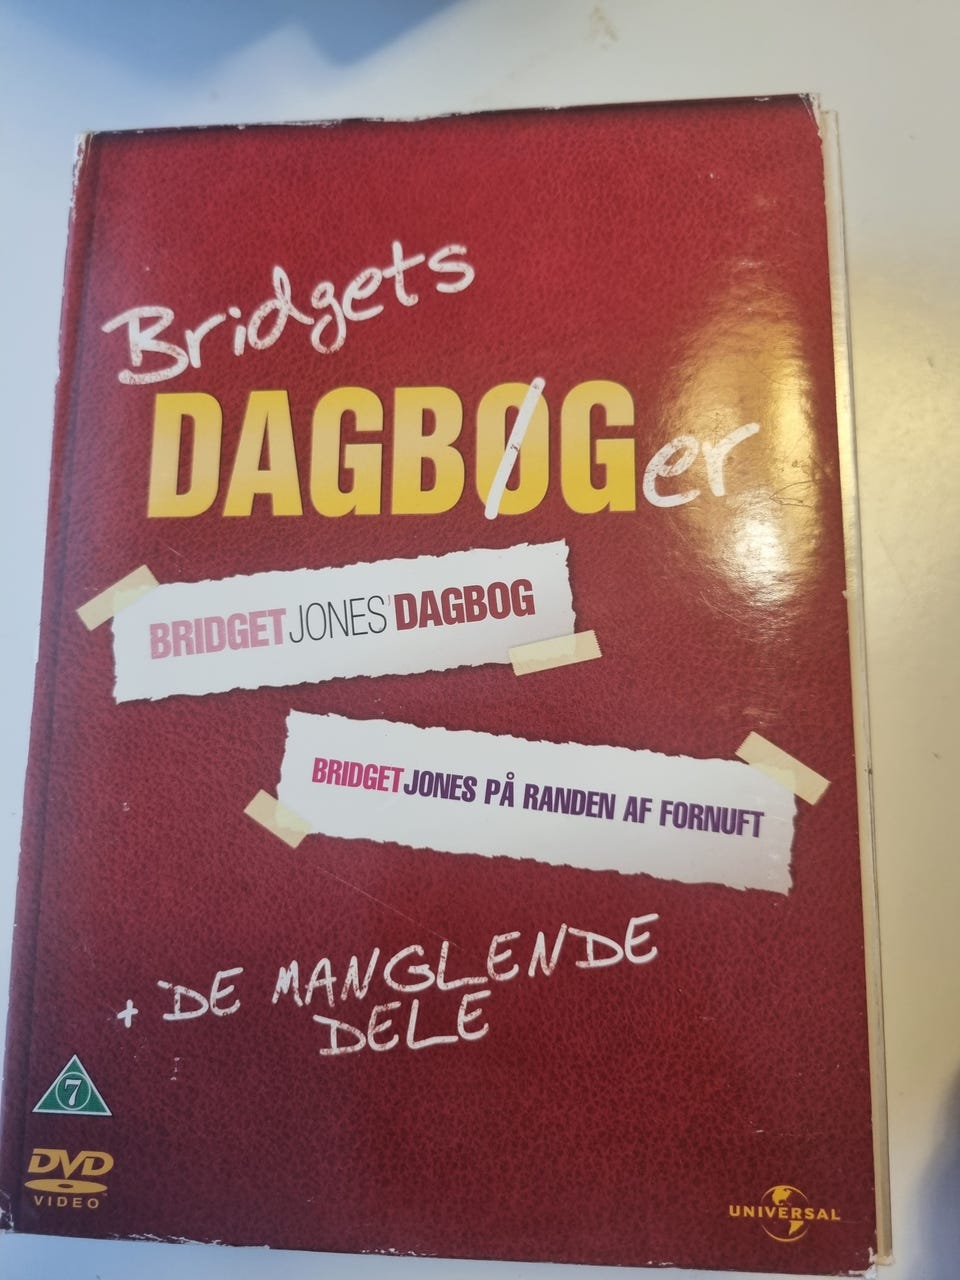 Bridgets
DAGBØGer
BRIDGET JONES' DAGBOG
BRIDGET JONES PÅ RANDEN AF FORNUFT
+ DE MANGLENDE
DELE
7
DVD
VIDEO
UNIVERSAL